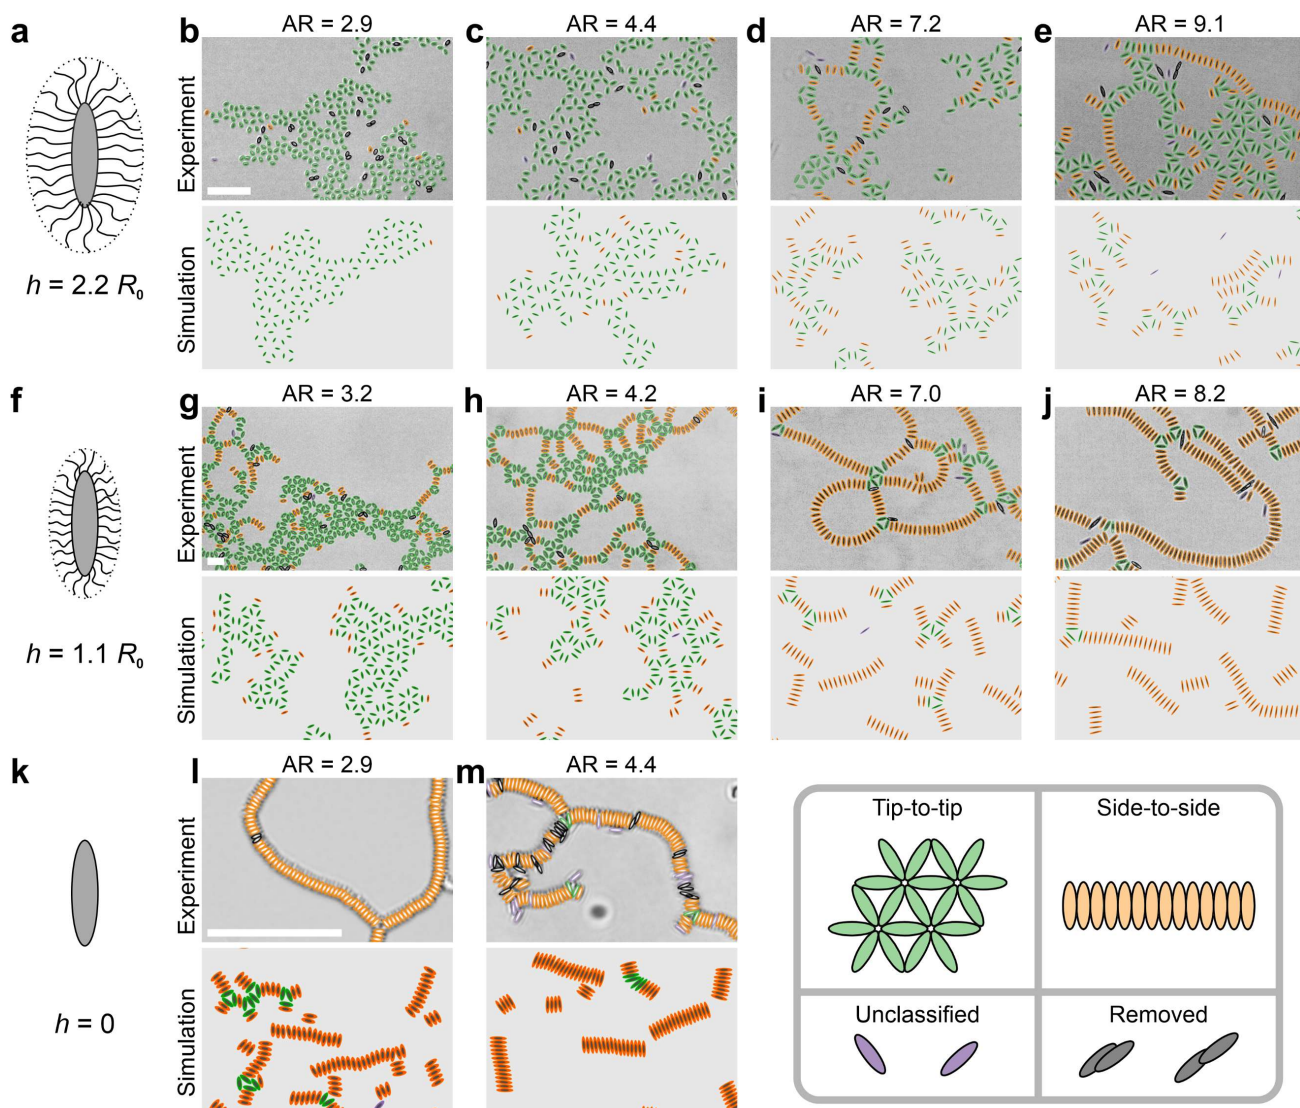 a
b
AR = 2.9
c
AR = 4.4
d
AR = 7.2
e
AR = 9.1
Experiment
Simulation
h = 2.2 R0
f
g
AR = 3.2
h
AR = 4.2
i
AR = 7.0
j
AR = 8.2
Experiment
Simulation
h = 1.1 R0
k
l
AR = 2.9
m
AR = 4.4
Experiment
Simulation
h = 0
Tip-to-tip
Side-to-side
Unclassified
Removed